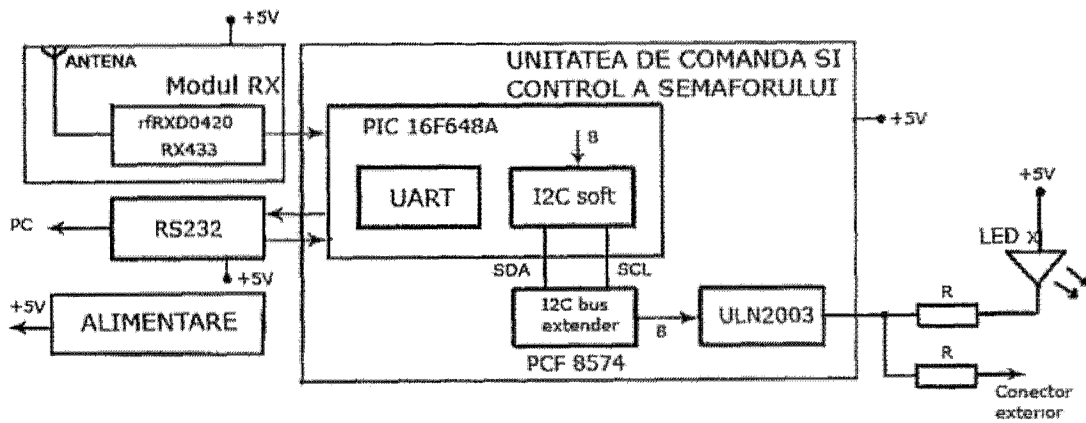 +5V
ANTENA
Modul RX
rfRXD0420
RX433
UNITATEA DE COMANDA SI
CONTROL A SEMAFORULUI
PIC 16F648A
8
UART
I2C soft
+5V
PC
RS232
+5V
SDA
SCL
+5V
ALIMENTARE
I2C bus
extender
8
PCF 8574
ULN2003
+5V
LED x
R
R
Conector
exterior